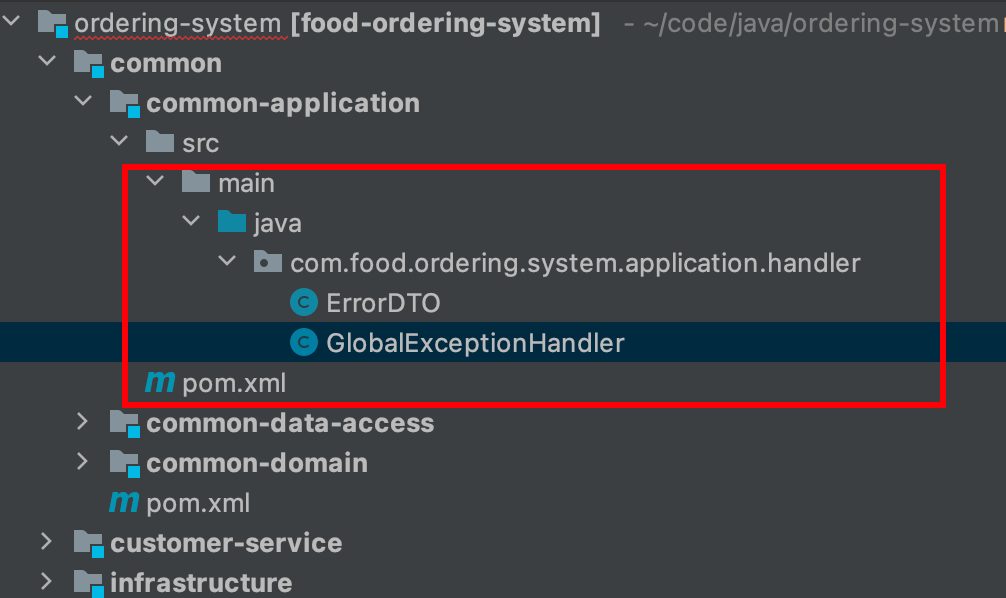 ordering-system [food-ordering-system] – ~/code/java/ordering-system
common
common-application
src
main
java
com.food.ordering.system.application.handler
C ErrorDTO
C GlobalExceptionHandler
m pom.xml
common-data-access
common-domain
m pom.xml
customer-service
infrastructure